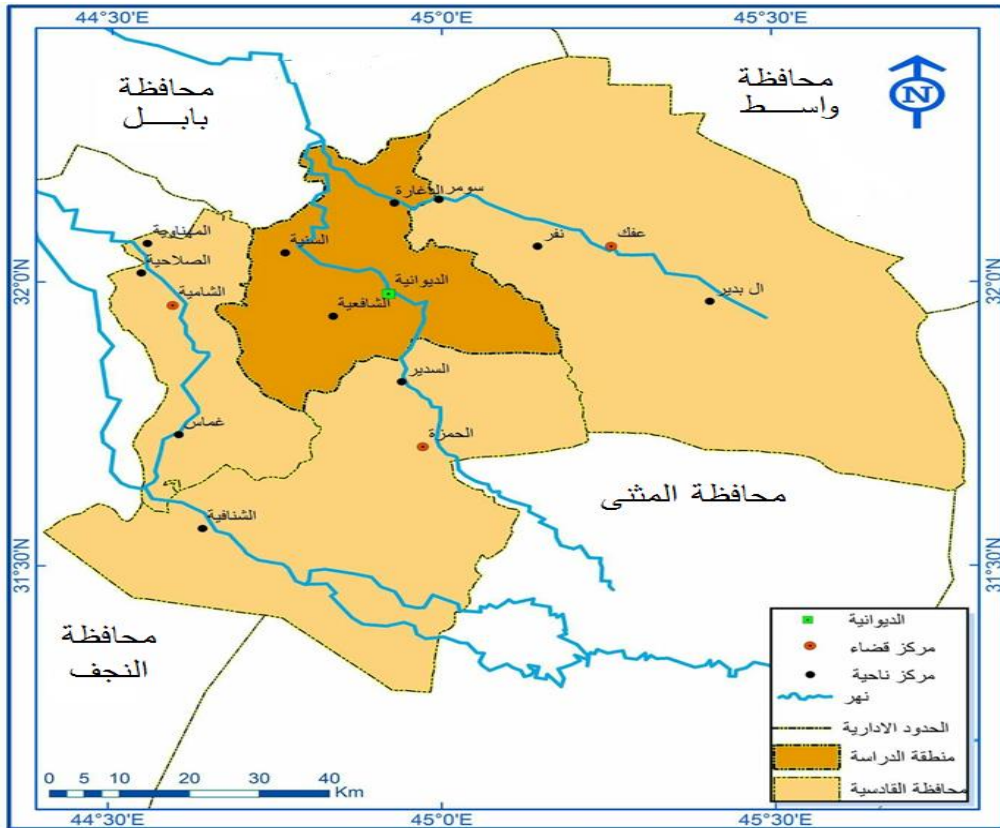 44°30'E
45°0'E
45°30'E
محافظة
بابـــل
محافظة
واســـط
N
سومر
الدغارة
المهناوية
السنية
نفر
عفك
الصلاحية
32°0'N
32°0'N
الديوانية
ال بدير
الشامية
الشافعية
السدير
غماس
الحمزة
محافظة المثنى
الشنافية
31°30'N
31°30'N
محافظة
النجف
الديوانية
مركز قضاء
مركز ناحية
نهر
الحدود الادارية
منطقة الدراسة
محافظة القادسية
0 5 10 20 30 40
Km
44°30'E
45°0'E
45°30'E